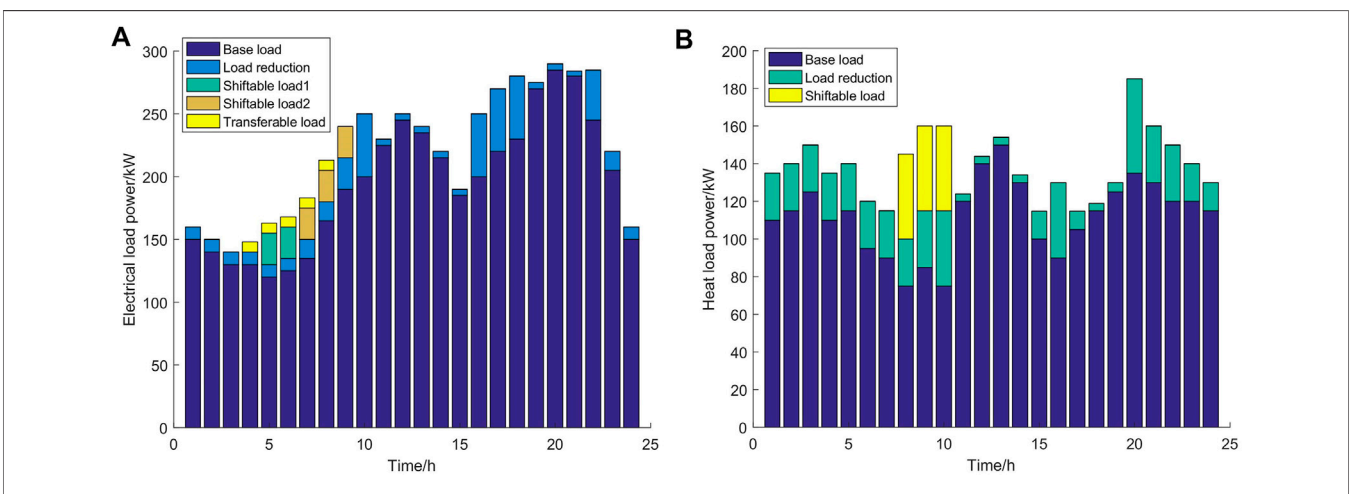 A
300
250
200
150
100
50
0
Electrical load power/kW
Base load
Load reduction
Shiftable load1
Shiftable load2
Transferable load
0 5 10 15 20 25
Time/h
B
200
180
160
140
120
100
80
60
40
20
0
Heat load power/kW
Base load
Load reduction
Shiftable load
0 5 10 15 20 25
Time/h